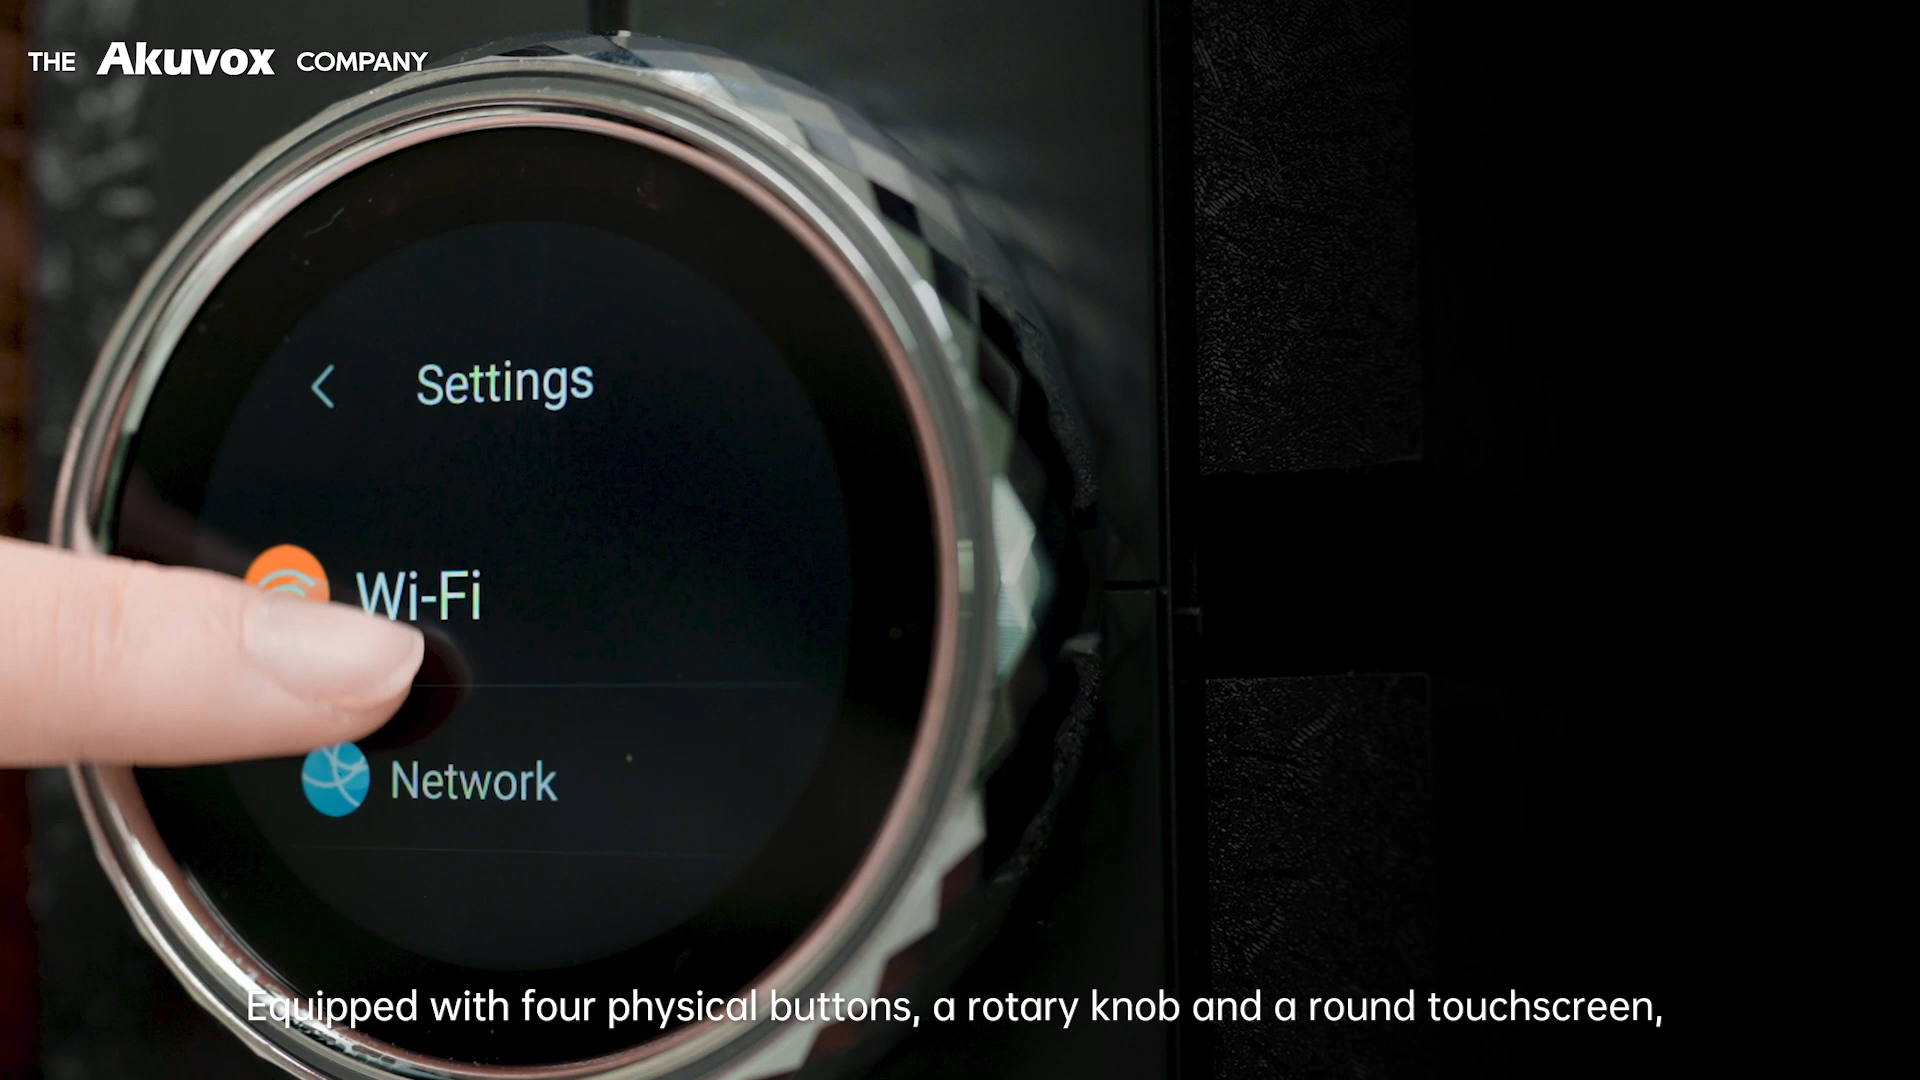 THE Akuvox COMPANY
Settings
Wi-Fi
Network
Equipped with four physical buttons, a rotary knob and a round touchscreen,